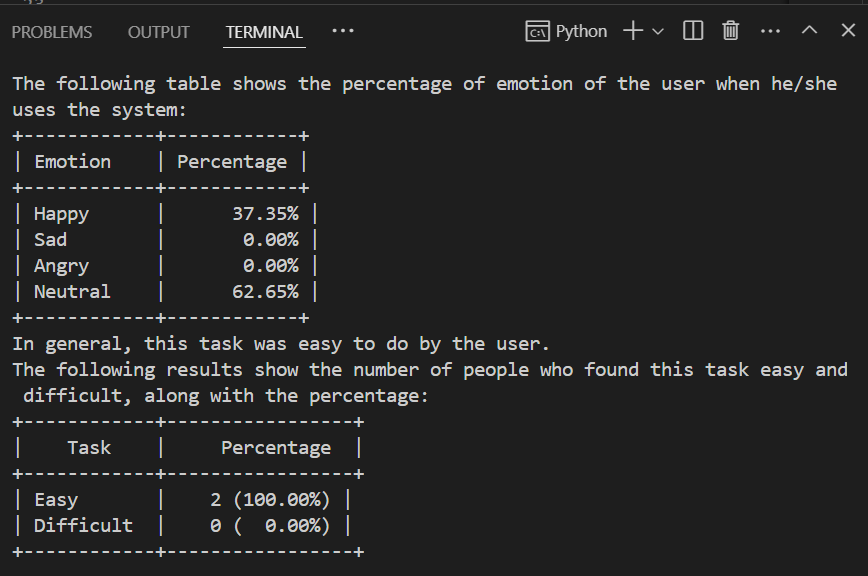 PROBLEMS OUTPUT TERMINAL ··· Python
The following table shows the percentage of emotion of the user when he/she
uses the system:
+------------+------------+
| Emotion    | Percentage |
+------------+------------+
| Happy      |      37.35% |
| Sad        |       0.00% |
| Angry      |       0.00% |
| Neutral    |      62.65% |
+------------+------------+
In general, this task was easy to do by the user.
The following results show the number of people who found this task easy and
 difficult, along with the percentage:
+------------+-----------------+
|    Task    |     Percentage  |
+------------+-----------------+
| Easy       |    2 (100.00%) |
| Difficult  |    0 (  0.00%) |
+------------+-----------------+